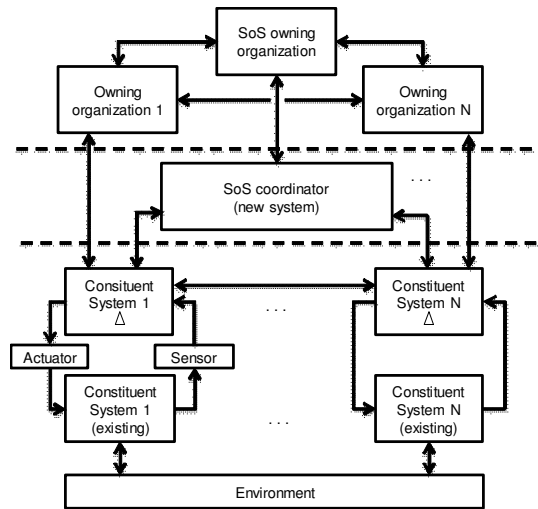 SoS owning
organization
Owning
organization 1
Owning
organization N
SoS coordinator
(new system)
. . .
Consituent
System 1
Δ
. . .
Constituent
System N
Δ
Actuator
Sensor
Constituent
System 1
(existing)
. . .
Constituent
System N
(existing)
Environment